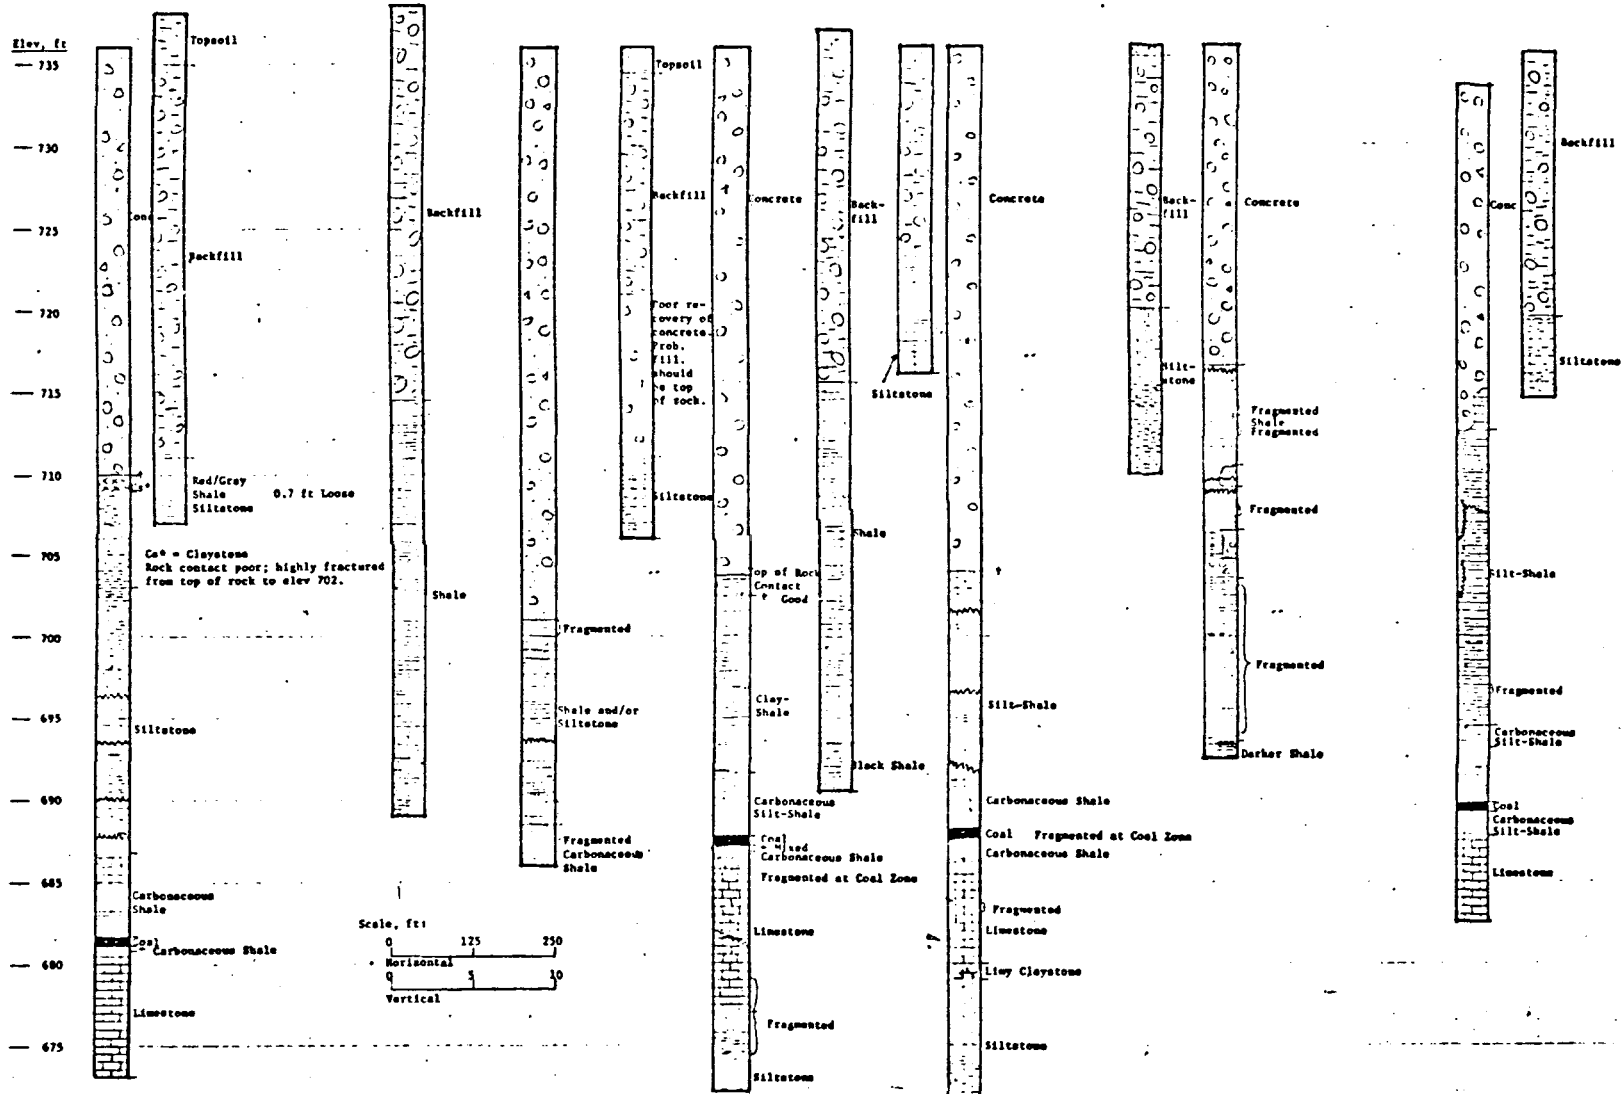 Elev, ft
735
730
725
720
715
710
705
700
695
690
685
680
675
Topsoil
Conc
Backfill
Red/Gray
Shale
Siltstone
0.7 ft Loose
Cs*
Cs* = Claystone
Rock contact poor; highly fractured
from top of rock to elev 702.
Siltstone
Carbonaceous
Shale
Coal
Carbonaceous Shale
Limestone
Backfill
Shale
Scale, ft:
0 125 250
Horizontal
0 5 10
Vertical
Fragmented
Shale and/or
Siltstone
Fragmented
Carbonaceous
Shale
Topsoil
Backfill
Poor re-
covery of
concrete.
Prob.
fill.
should
be top
of rock.
Siltstone
Concrete
Top of Rock
Contact
Good
Clay-
Shale
Carbonaceous
Silt-Shale
Coal
Mixed
Carbonaceous Shale
Fragmented at Coal Zone
Limestone
Fragmented
Siltstone
Back-
fill
Shale
Black Shale
Siltstone
Concrete
Silt-Shale
Carbonaceous Shale
Coal Fragmented at Coal Zone
Carbonaceous Shale
Fragmented
Limestone
Limy Claystone
Siltstone
Back-
fill
Silt-
stone
Concrete
Fragmented
Shale
Fragmented
Fragmented
Fragmented
Darker Shale
Conc
Silt-Shale
Fragmented
Carbonaceous
Silt-Shale
Coal
Carbonaceous
Silt-Shale
Limestone
Backfill
Siltstone